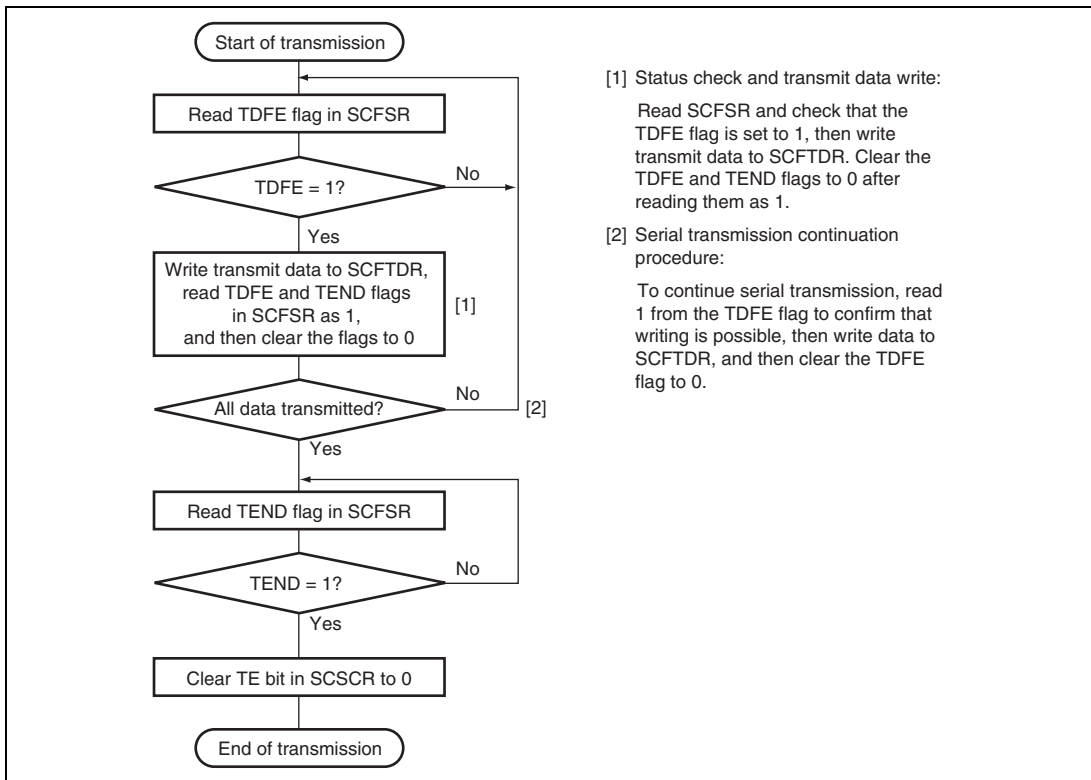 Start of transmission
Read TDFE flag in SCFSR
TDFE = 1?
No
Yes
Write transmit data to SCFTDR,
read TDFE and TEND flags
in SCFSR as 1,
and then clear the flags to 0
[1]
All data transmitted?
No
[2]
Yes
Read TEND flag in SCFSR
TEND = 1?
No
Yes
Clear TE bit in SCSCR to 0
End of transmission
[1] Status check and transmit data write:
Read SCFSR and check that the
TDFE flag is set to 1, then write
transmit data to SCFTDR. Clear the
TDFE and TEND flags to 0 after
reading them as 1.
[2] Serial transmission continuation
procedure:
To continue serial transmission, read
1 from the TDFE flag to confirm that
writing is possible, then write data to
SCFTDR, and then clear the TDFE
flag to 0.